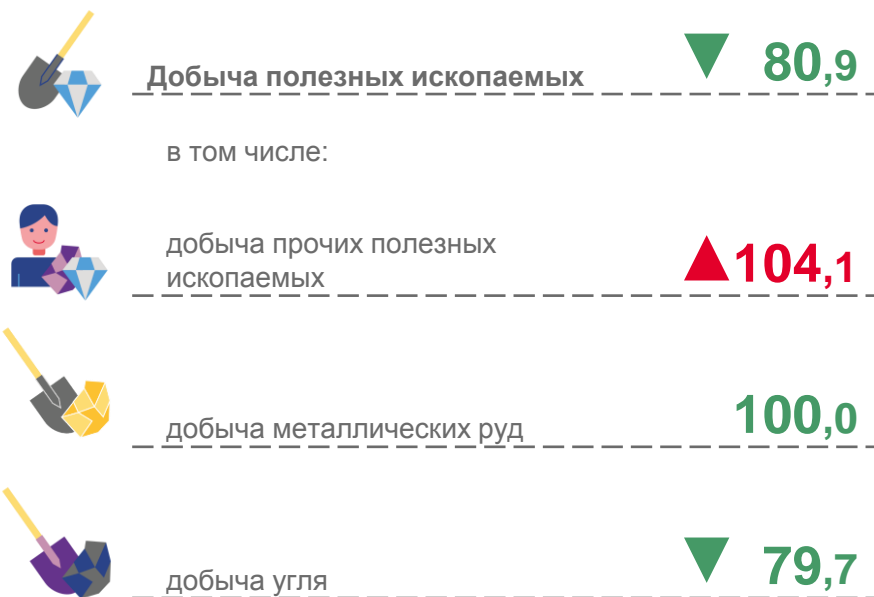 Добыча полезных ископаемых ▼ 80,9
в том числе:
добыча прочих полезных
ископаемых ▲104,1
добыча металлических руд 100,0
добыча угля ▼ 79,7